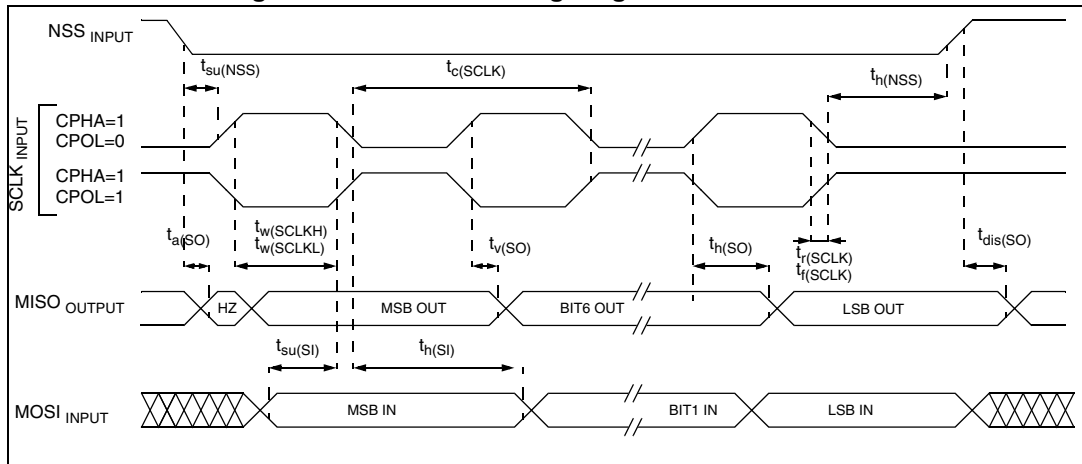 NSS INPUT
tsu(NSS)
tc(SCLK)
th(NSS)
SCLK INPUT
CPHA=1
CPOL=0
CPHA=1
CPOL=1
ta(SO)
tw(SCLKH)
tw(SCLKL)
tv(SO)
th(SO)
tr(SCLK)
tf(SCLK)
tdis(SO)
MISO OUTPUT
HZ
MSB OUT
BIT6 OUT
LSB OUT
tsu(SI)
th(SI)
MOSI INPUT
MSB IN
BIT1 IN
LSB IN